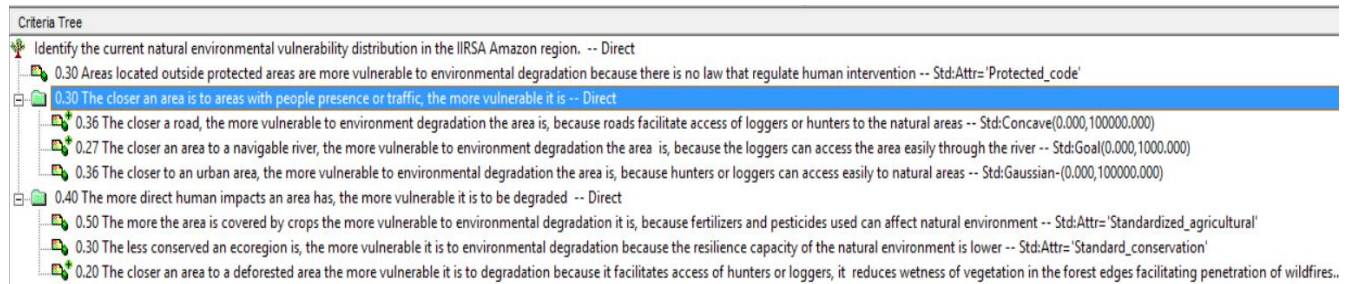 Criteria Tree
Identify the current natural environmental vulnerability distribution in the IIRSA Amazon region. -- Direct
0.30 Areas located outside protected areas are more vulnerable to environmental degradation because there is no law that regulate human intervention -- Std:Attr='Protected_code'
0.30 The closer an area is to areas with people presence or traffic, the more vulnerable it is -- Direct
0.36 The closer a road, the more vulnerable to environment degradation the area is, because roads facilitate access of loggers or hunters to the natural areas -- Std:Concave(0.000,100000.000)
0.27 The closer an area to a navigable river, the more vulnerable to environment degradation the area is, because the loggers can access the area easily through the river -- Std:Goal(0.000,1000.000)
0.36 The closer to an urban area, the more vulnerable to environmental degradation the area is, because hunters or loggers can access easily to natural areas -- Std:Gaussian-(0.000,100000.000)
0.40 The more direct human impacts an area has, the more vulnerable it is to be degraded -- Direct
0.50 The more the area is covered by crops the more vulnerable to environmental degradation it is, because fertilizers and pesticides used can affect natural environment -- Std:Attr='Standardized_agricultural'
0.30 The less conserved an ecoregion is, the more vulnerable it is to environmental degradation because the resilience capacity of the natural environment is lower -- Std:Attr='Standard_conservation'
0.20 The closer an area to a deforested area the more vulnerable it is to degradation because it facilitates access of hunters or loggers, it reduces wetness of vegetation in the forest edges facilitating penetration of wildfires..